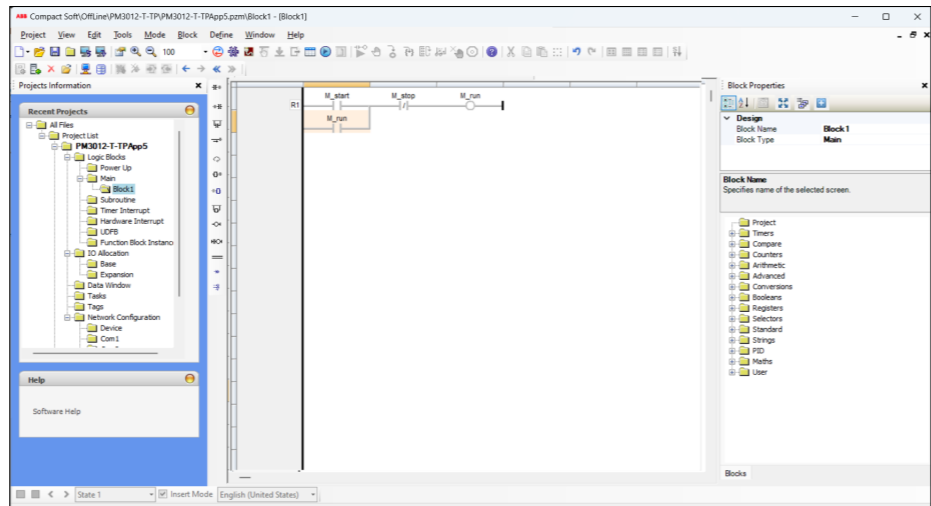 ABB Compact Soft\OffLine\PM3012-T-TP\PM3012-T-TPApp5.pzm\Block1 - [Block1]
Project View Edit Tools Mode Block Define Window Help
100
Projects Information
Recent Projects
All Files
Project List
PM3012-T-TPApp5
Logic Blocks
Power Up
Main
Block1
Subroutine
Timer Interrupt
Hardware Interrupt
UDFB
Function Block Instanc
IO Allocation
Base
Expansion
Data Window
Tasks
Tags
Network Configuration
Device
Com1
Help
Software Help
R1
M_start M_stop M_run
M_run
Block Properties
Design
Block Name Block1
Block Type Main
Block Name
Specifies name of the selected screen.
Project
Timers
Compare
Counters
Arithmetic
Advanced
Conversions
Booleans
Registers
Selectors
Standard
Strings
PID
Maths
User
Blocks
State 1 Insert Mode English (United States)